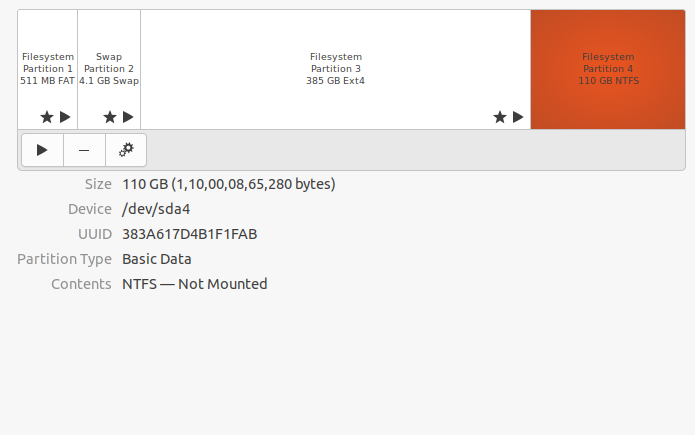 Filesystem
Partition 1
511 MB FAT
Swap
Partition 2
4.1 GB Swap
Filesystem
Partition 3
385 GB Ext4
Filesystem
Partition 4
110 GB NTFS
Size 110 GB (1,10,00,08,65,280 bytes)
Device /dev/sda4
UUID 383A617D4B1F1FAB
Partition Type Basic Data
Contents NTFS — Not Mounted